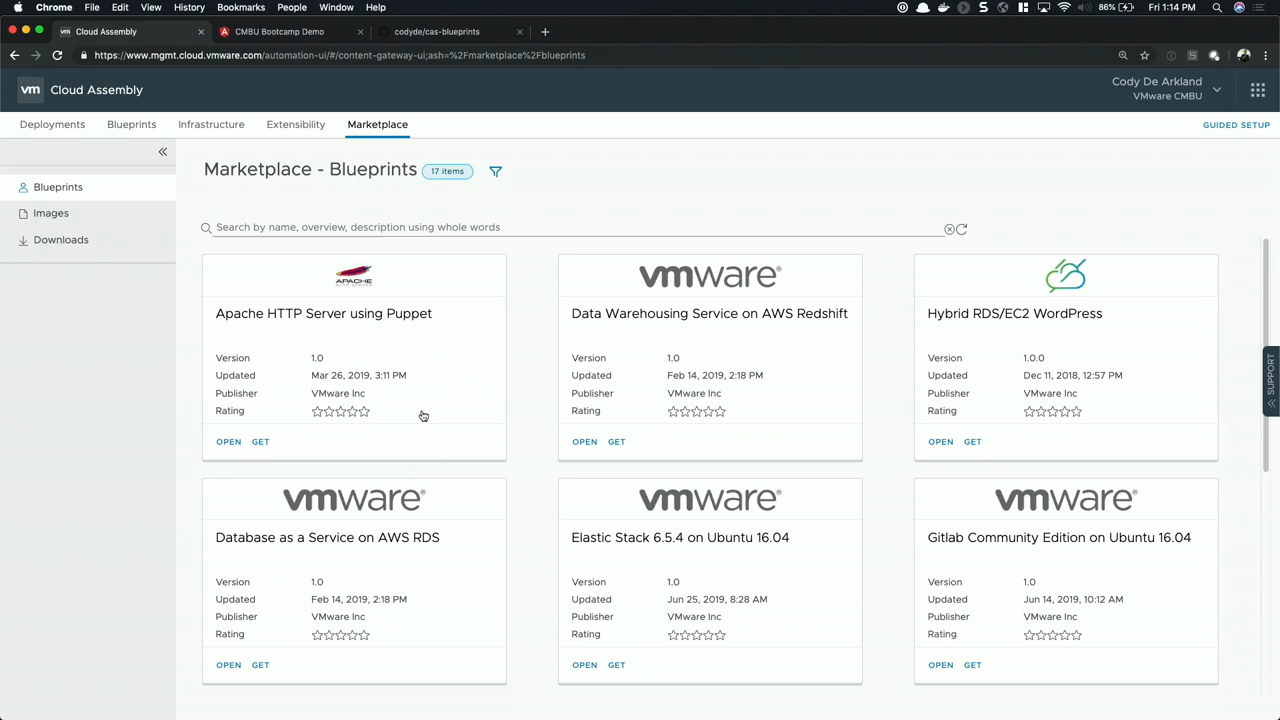 Chrome File Edit View History Bookmarks People Window Help
86% Fri 1:14 PM
vm Cloud Assembly
CMBU Bootcamp Demo
codyde/cas-blueprints
https://www.mgmt.cloud.vmware.com/automation-ui/#/content-gateway-ui;ash=%2Fmarketplace%2Fblueprints
vm Cloud Assembly
Cody De Arkland
VMware CMBU
Deployments Blueprints Infrastructure Extensibility Marketplace
GUIDED SETUP
Blueprints
Images
Downloads
Marketplace - Blueprints 17 items
Search by name, overview, description using whole words
APACHE
Apache HTTP Server using Puppet
Version 1.0
Updated Mar 26, 2019, 3:11 PM
Publisher VMware Inc
Rating
OPEN GET
vmware®
Data Warehousing Service on AWS Redshift
Version 1.0
Updated Feb 14, 2019, 2:18 PM
Publisher VMware Inc
Rating
OPEN GET
Hybrid RDS/EC2 WordPress
Version 1.0.0
Updated Dec 11, 2018, 12:57 PM
Publisher VMware Inc
Rating
OPEN GET
vmware®
Database as a Service on AWS RDS
Version 1.0
Updated Feb 14, 2019, 2:18 PM
Publisher VMware Inc
Rating
OPEN GET
vmware®
Elastic Stack 6.5.4 on Ubuntu 16.04
Version 1.0
Updated Jun 25, 2019, 8:28 AM
Publisher VMware Inc
Rating
OPEN GET
vmware®
Gitlab Community Edition on Ubuntu 16.04
Version 1.0
Updated Jun 14, 2019, 10:12 AM
Publisher VMware Inc
Rating
OPEN GET
SUPPORT